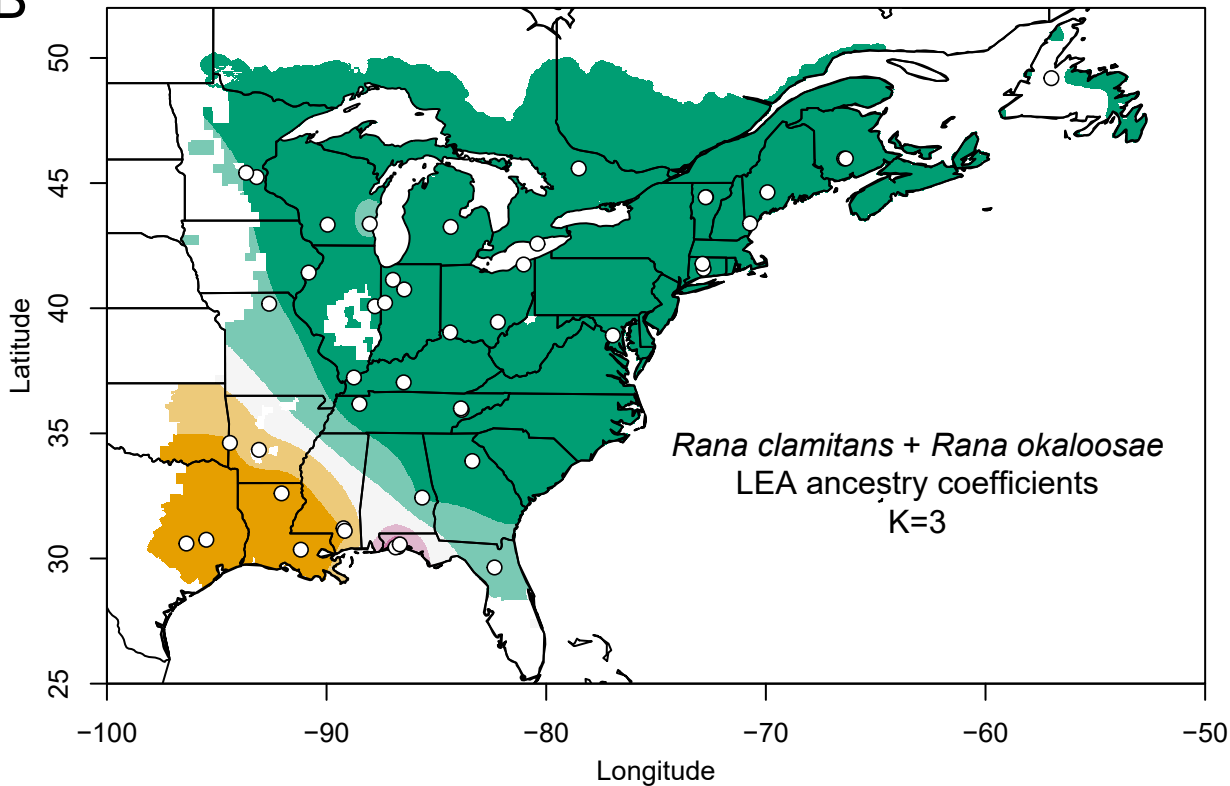 B
50
45
40
35
30
25
Latitude
Rana clamitans + Rana okaloosae
LEA ancestry coefficients
K=3
−100
−90
−80
−70
−60
−50
Longitude